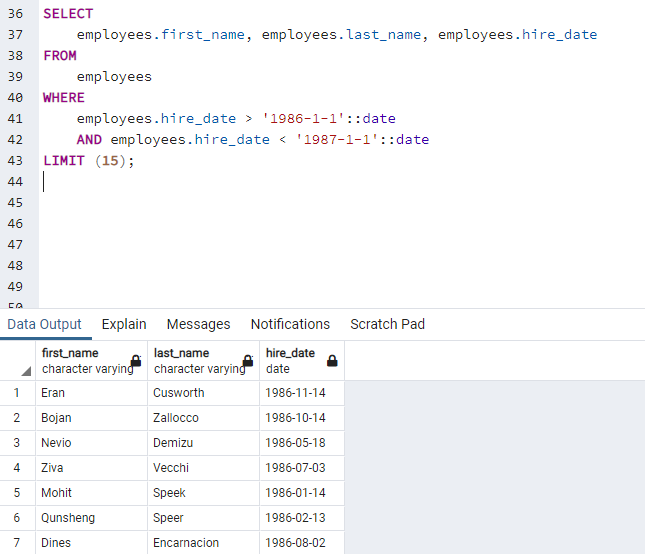 36 SELECT
37 employees.first_name, employees.last_name, employees.hire_date
38 FROM
39 employees
40 WHERE
41 employees.hire_date > '1986-1-1'::date
42 AND employees.hire_date < '1987-1-1'::date
43 LIMIT (15);
44
45
46
47
48
49
50
Data Output Explain Messages Notifications Scratch Pad
first_name last_name hire_date
character varying character varying date
1 Eran Cusworth 1986-11-14
2 Bojan Zallocco 1986-10-14
3 Nevio Demizu 1986-05-18
4 Ziva Vecchi 1986-07-03
5 Mohit Speek 1986-01-14
6 Qunsheng Speer 1986-02-13
7 Dines Encarnacion 1986-08-02